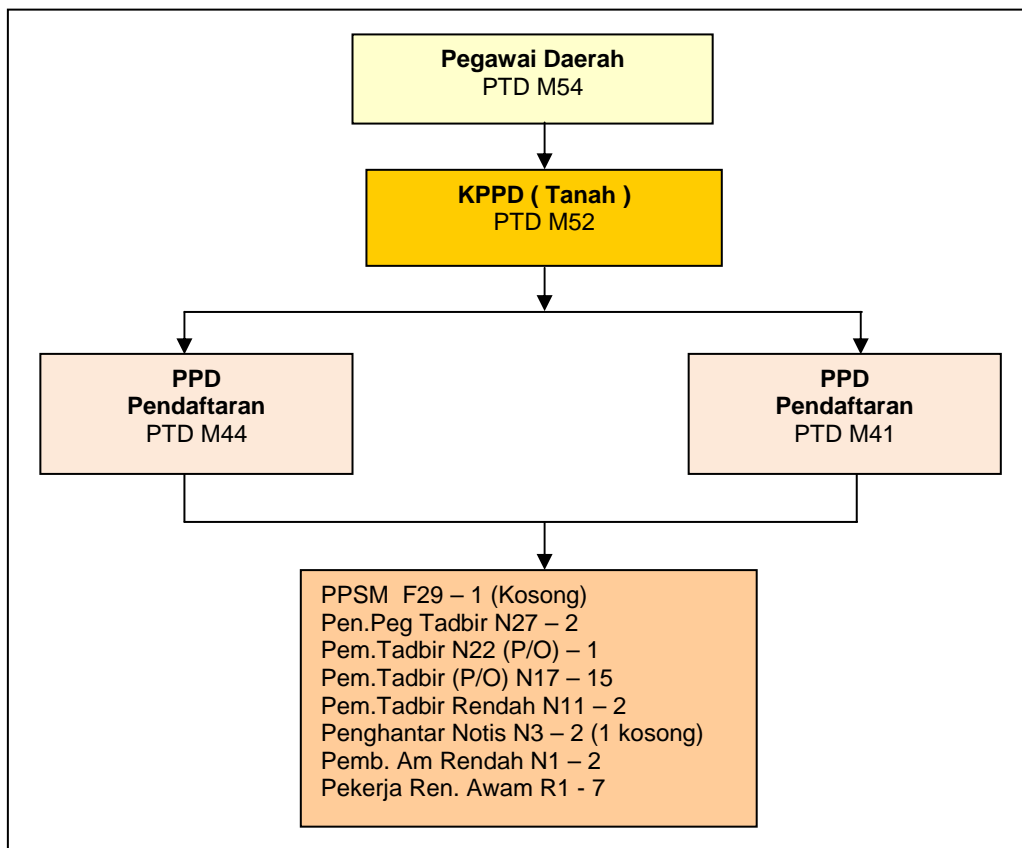 Pegawai Daerah
PTD M54
KPPD ( Tanah )
PTD M52
PPD
Pendaftaran
PTD M44
PPD
Pendaftaran
PTD M41
PPSM  F29 – 1 (Kosong)
Pen.Peg Tadbir N27 – 2
Pem.Tadbir N22 (P/O) – 1
Pem.Tadbir (P/O) N17 – 15
Pem.Tadbir Rendah N11 – 2
Penghantar Notis N3 – 2 (1 kosong)
Pemb. Am Rendah N1 – 2
Pekerja Ren. Awam R1 - 7